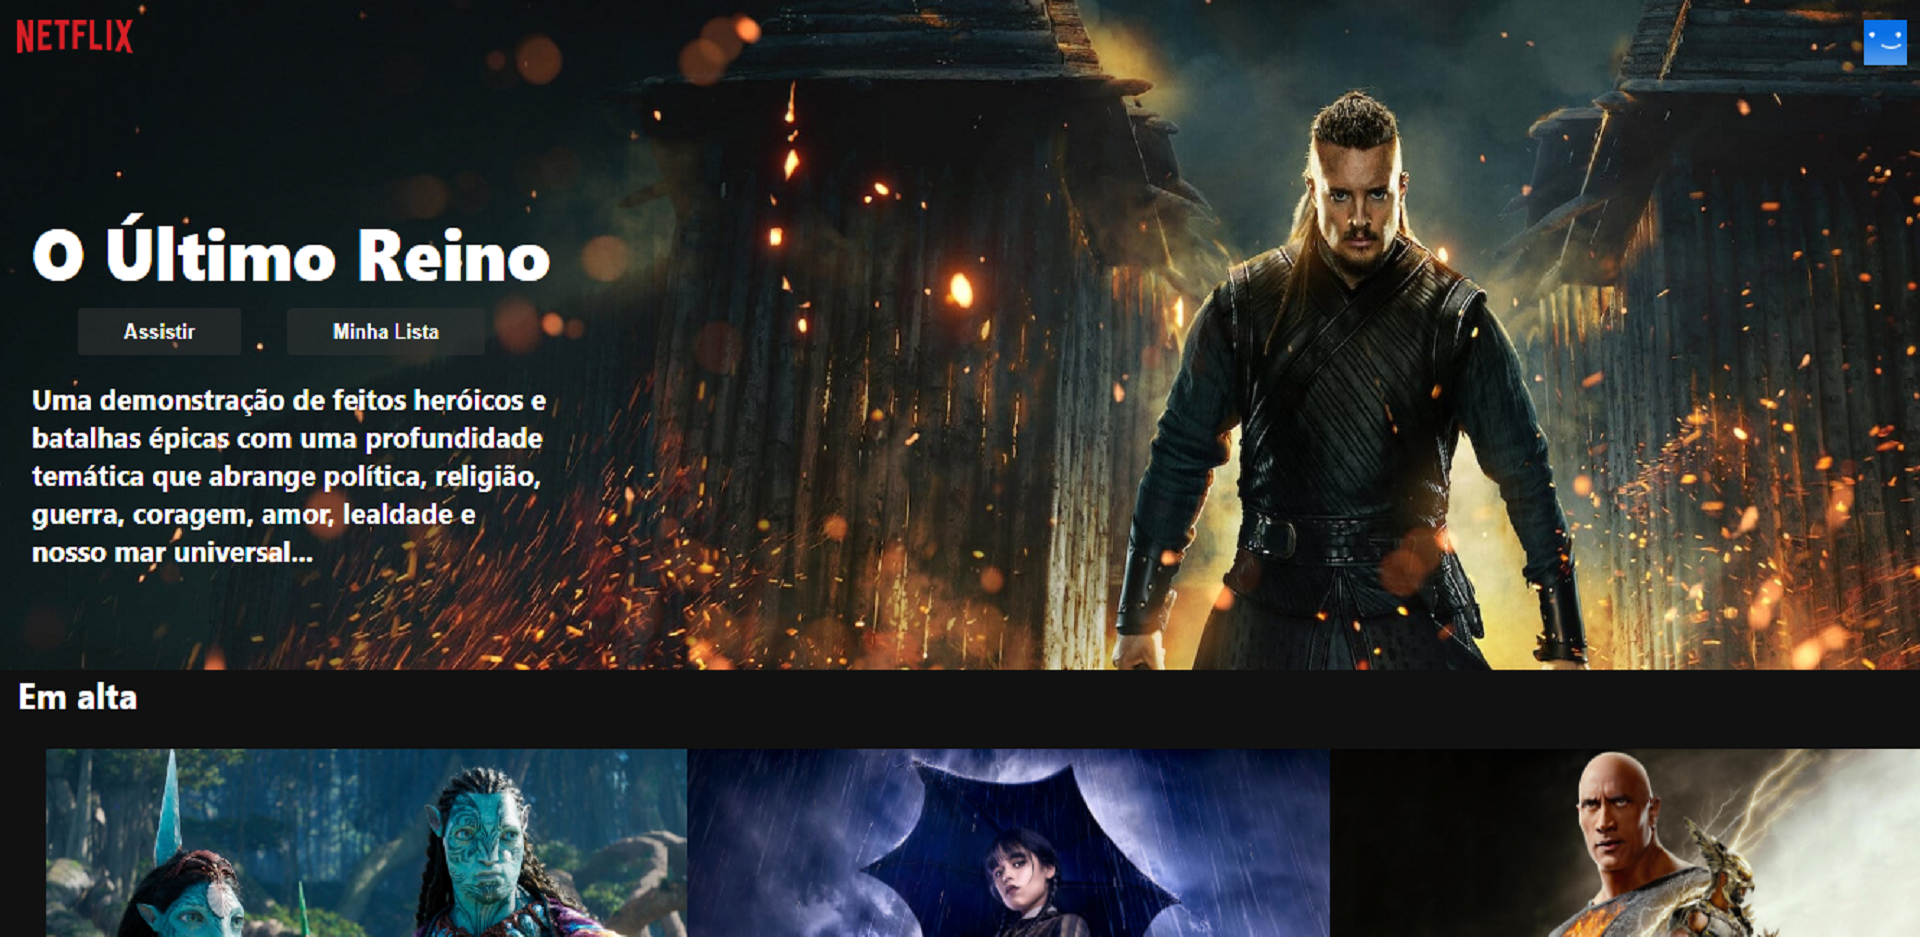 NETFLIX
O Último Reino
Assistir
Minha Lista
Uma demonstração de feitos heróicos e
batalhas épicas com uma profundidade
temática que abrange política, religião,
guerra, coragem, amor, lealdade e
nosso mar universal...
Em alta